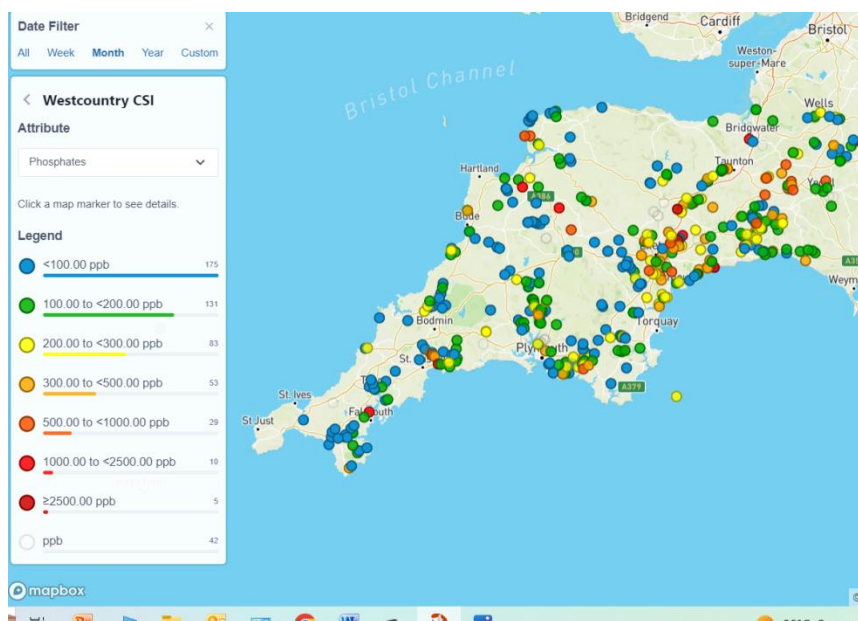 Date Filter ×
All Week Month Year Custom
Westcountry CSI
Attribute
Phosphates
Click a map marker to see details.
Legend
<100.00 ppb 175
100.00 to <200.00 ppb 131
200.00 to <300.00 ppb 83
300.00 to <500.00 ppb 53
500.00 to <1000.00 ppb 29
1000.00 to <2500.00 ppb 10
≥2500.00 ppb 5
ppb 42
mapbox
Bridgend
Cardiff
Bristol
Weston-
super-Mare
Bristol Channel
Wells
Bridgwater
Taunton
Hartland
A386
Bude
Bodmin
Torquay
A379
St. Ives
St Just
Falmouth